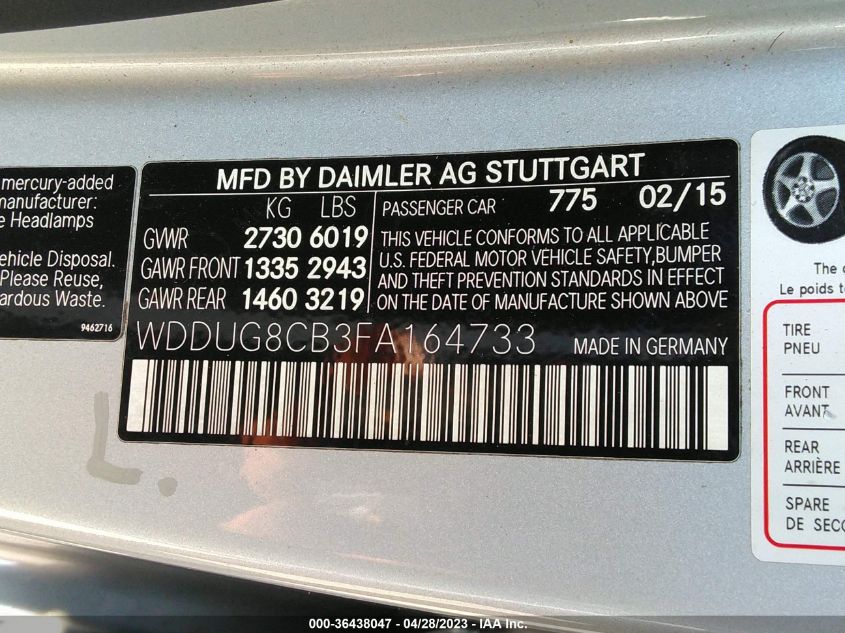 mercury-added
manufacturer:
e Headlamps
ehicle Disposal.
Please Reuse,
ardous Waste.
9462716
MFD BY DAIMLER AG STUTTGART
KG LBS
GVWR 2730 6019
GAWR FRONT 1335 2943
GAWR REAR 1460 3219
PASSENGER CAR 775 02/15
THIS VEHICLE CONFORMS TO ALL APPLICABLE
U.S. FEDERAL MOTOR VEHICLE SAFETY,BUMPER
AND THEFT PREVENTION STANDARDS IN EFFECT
ON THE DATE OF MANUFACTURE SHOWN ABOVE
WDDUG8CB3FA164733 MADE IN GERMANY
L.
The c
Le poids to
TIRE
PNEU
FRONT
AVANT
REAR
ARRIÈRE
SPARE
DE SECO
000-36438047 - 04/28/2023 - IAA Inc.